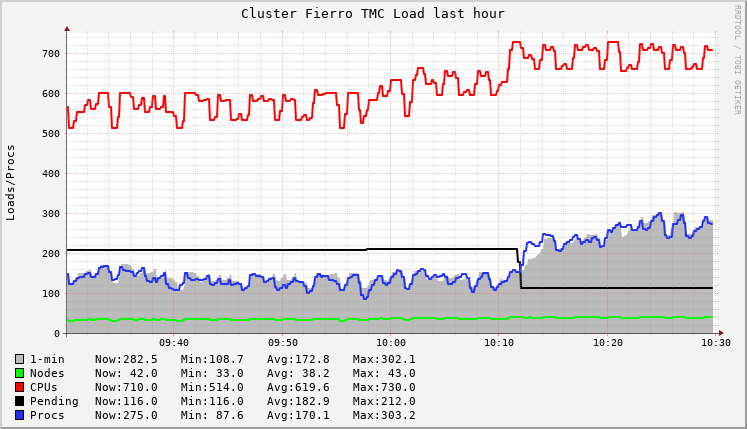 Cluster Fierro TMC Load last hour
RRDTOOL / TOBI OETIKER
Loads/Procs
700
600
500
400
300
200
100
0
09:40 09:50 10:00 10:10 10:20 10:30
1-min Now:282.5 Min:108.7 Avg:172.8 Max:302.1
Nodes Now: 42.0 Min: 33.0 Avg: 38.2 Max: 43.0
CPUs Now:710.0 Min:514.0 Avg:619.6 Max:730.0
Pending Now:116.0 Min:116.0 Avg:182.9 Max:212.0
Procs Now:275.0 Min: 87.6 Avg:170.1 Max:303.2